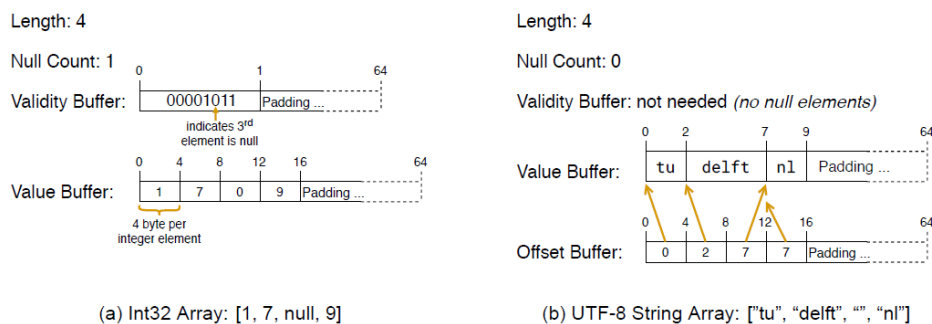 Length: 4
Null Count: 1
0 1 64
Validity Buffer: 00001011 Padding ...
indicates 3rd
element is null
0 4 8 12 16 64
Value Buffer: 1 7 0 9 Padding ...
4 byte per
integer element
(a) Int32 Array: [1, 7, null, 9]
Length: 4
Null Count: 0
Validity Buffer: not needed (no null elements)
0 2 7 9 64
Value Buffer: tu delft nl Padding ...
0 4 8 12 16 64
Offset Buffer: 0 2 7 7 Padding ...
(b) UTF-8 String Array: ["tu", "delft", "", "nl"]